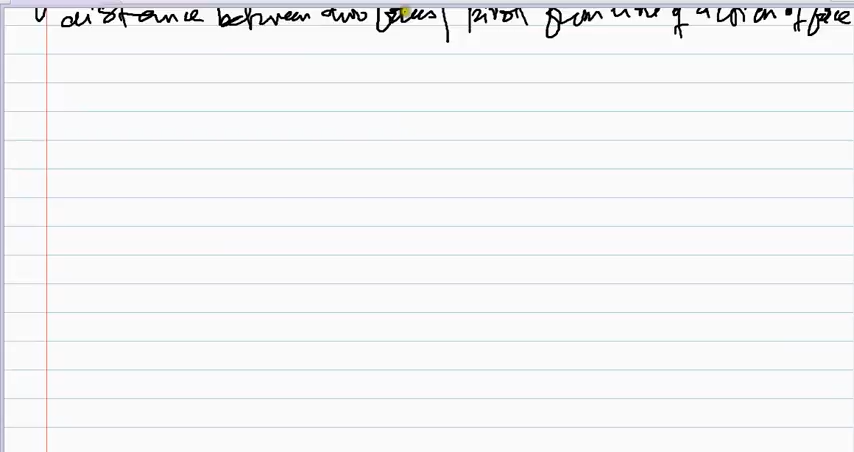 distance between two forces / pivot from line of action of force